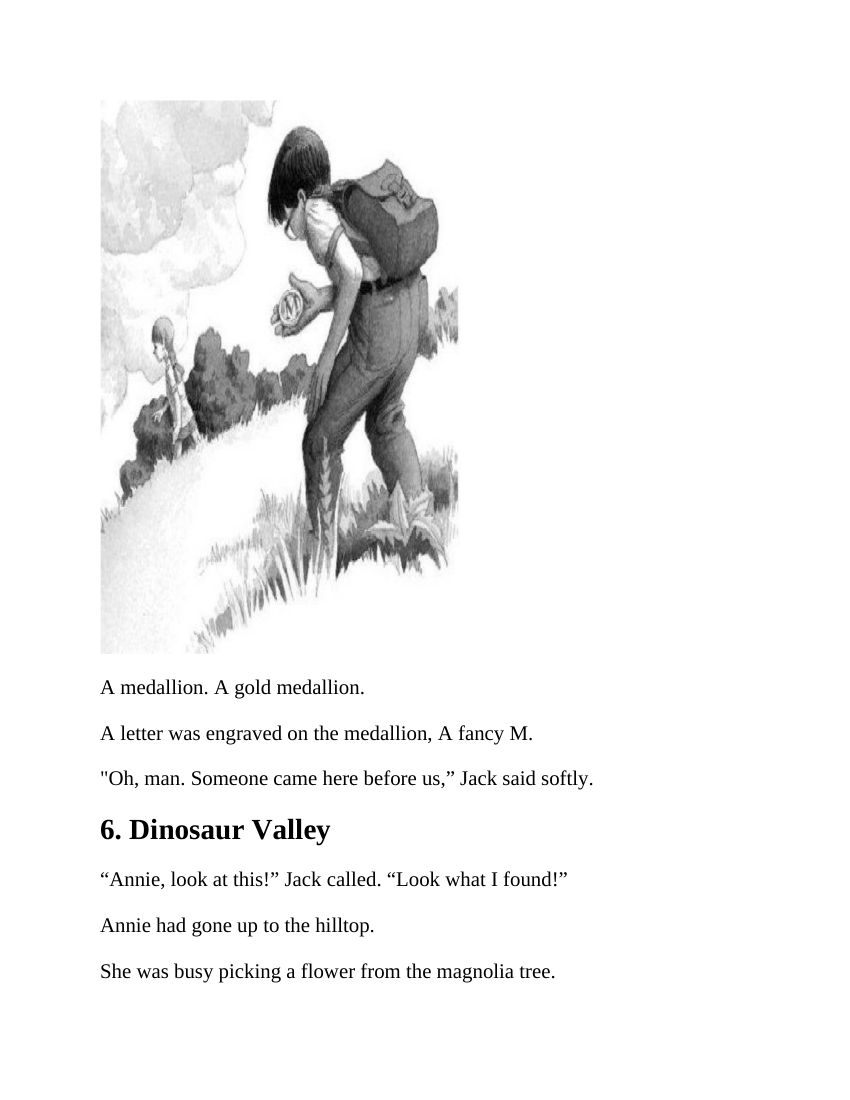 M
A medallion. A gold medallion.
A letter was engraved on the medallion, A fancy M.
"Oh, man. Someone came here before us,” Jack said softly.
6. Dinosaur Valley
“Annie, look at this!” Jack called. “Look what I found!”
Annie had gone up to the hilltop.
She was busy picking a flower from the magnolia tree.